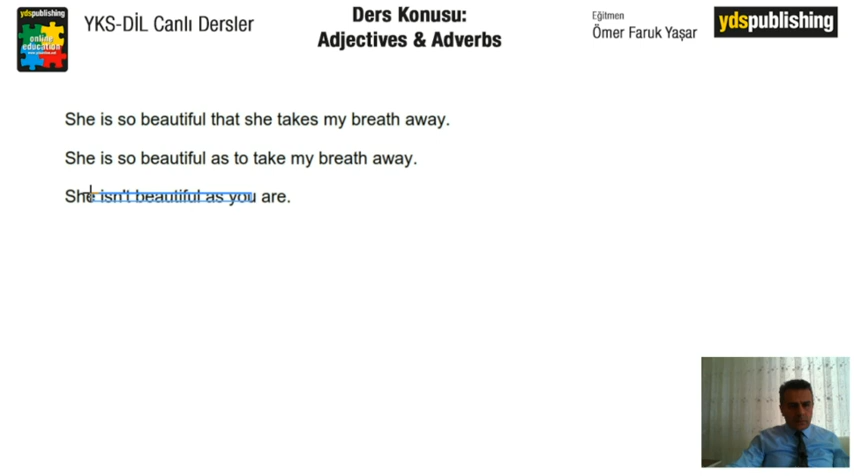 ydspublishing
online
education
YKS-DİL Canlı Dersler
Ders Konusu:
Adjectives & Adverbs
Eğitmen
Ömer Faruk Yaşar
ydspublishing
She is so beautiful that she takes my breath away.
She is so beautiful as to take my breath away.
She isn't beautiful as you are.